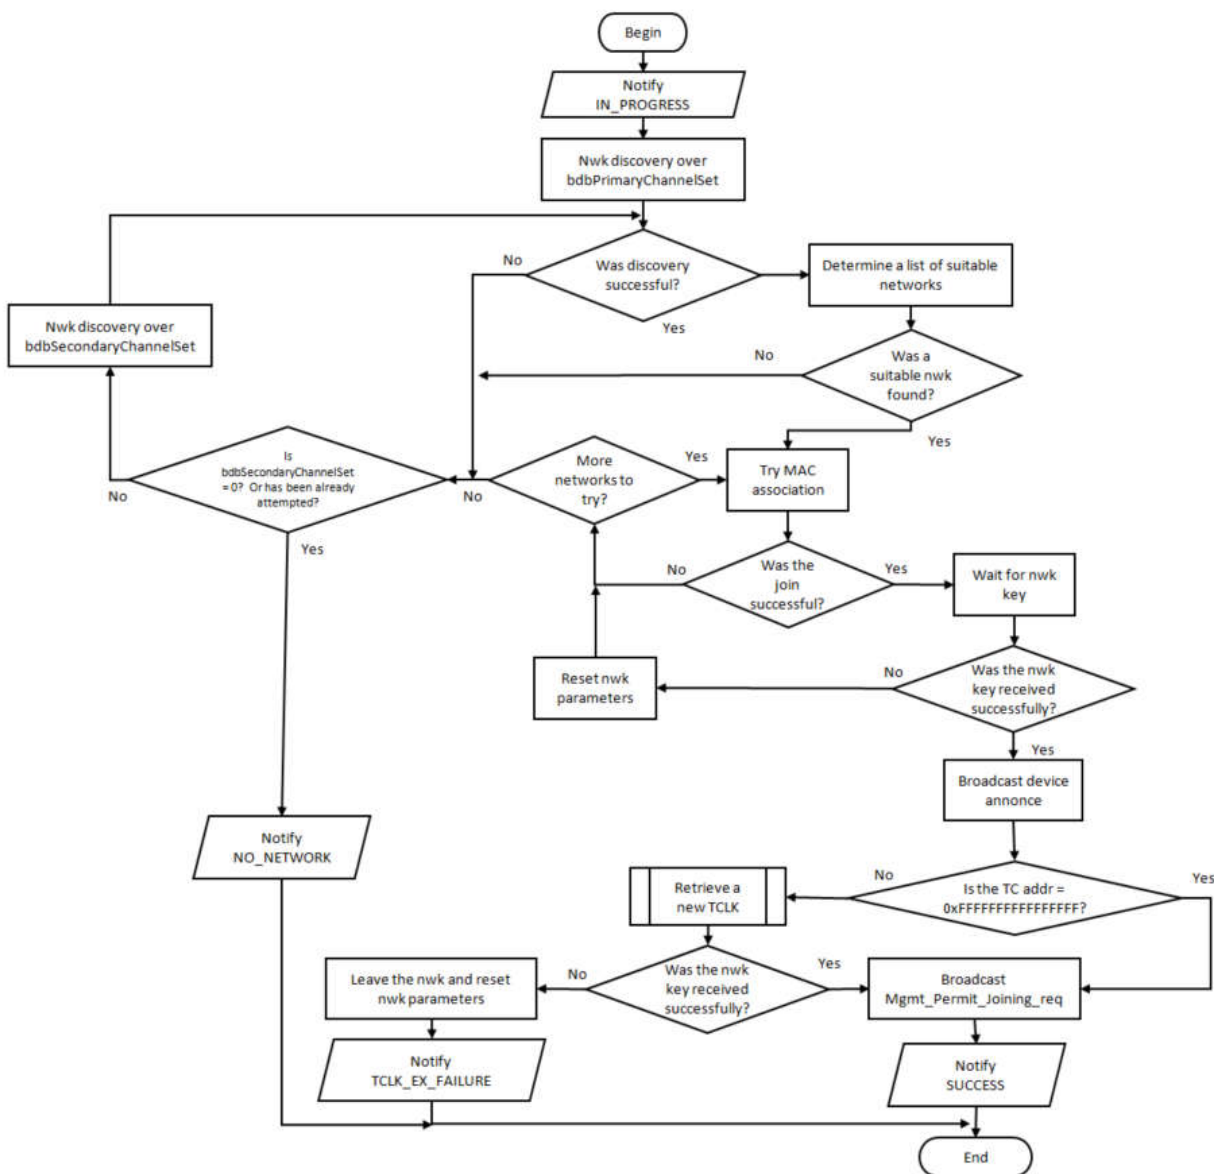 Begin
Notify
IN_PROGRESS
Nwk discovery over
bdbPrimaryChannelSet
No
Was discovery
successful?
Yes
Determine a list of suitable
networks
Nwk discovery over
bdbSecondaryChannelSet
No
Was a
suitable nwk
found?
Yes
Is
bdbSecondaryChannelSet
= 0? Or has been already
attempted?
No
Yes
More
networks to
try?
No
Yes
Try MAC
association
No
Was the
join
successful?
Yes
Wait for nwk
key
Reset nwk
parameters
No
Was the nwk
key received
successfully?
Yes
Broadcast device
annonce
Notify
NO_NETWORK
Retrieve a
new TCLK
No
Is the TC addr =
0xFFFFFFFFFFFFFFFF?
Yes
Leave the nwk and reset
nwk parameters
No
Was the nwk
key received
successfully?
Yes
Broadcast
Mgmt_Permit_Joining_req
Notify
TCLK_EX_FAILURE
Notify
SUCCESS
End